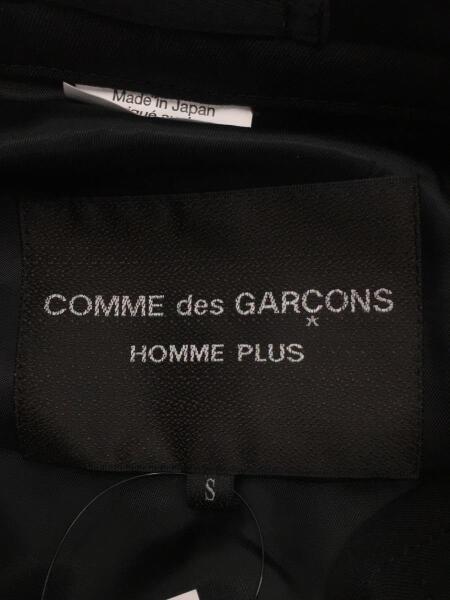 Made in Japan
COMME des GARÇONS
HOMME PLUS
S